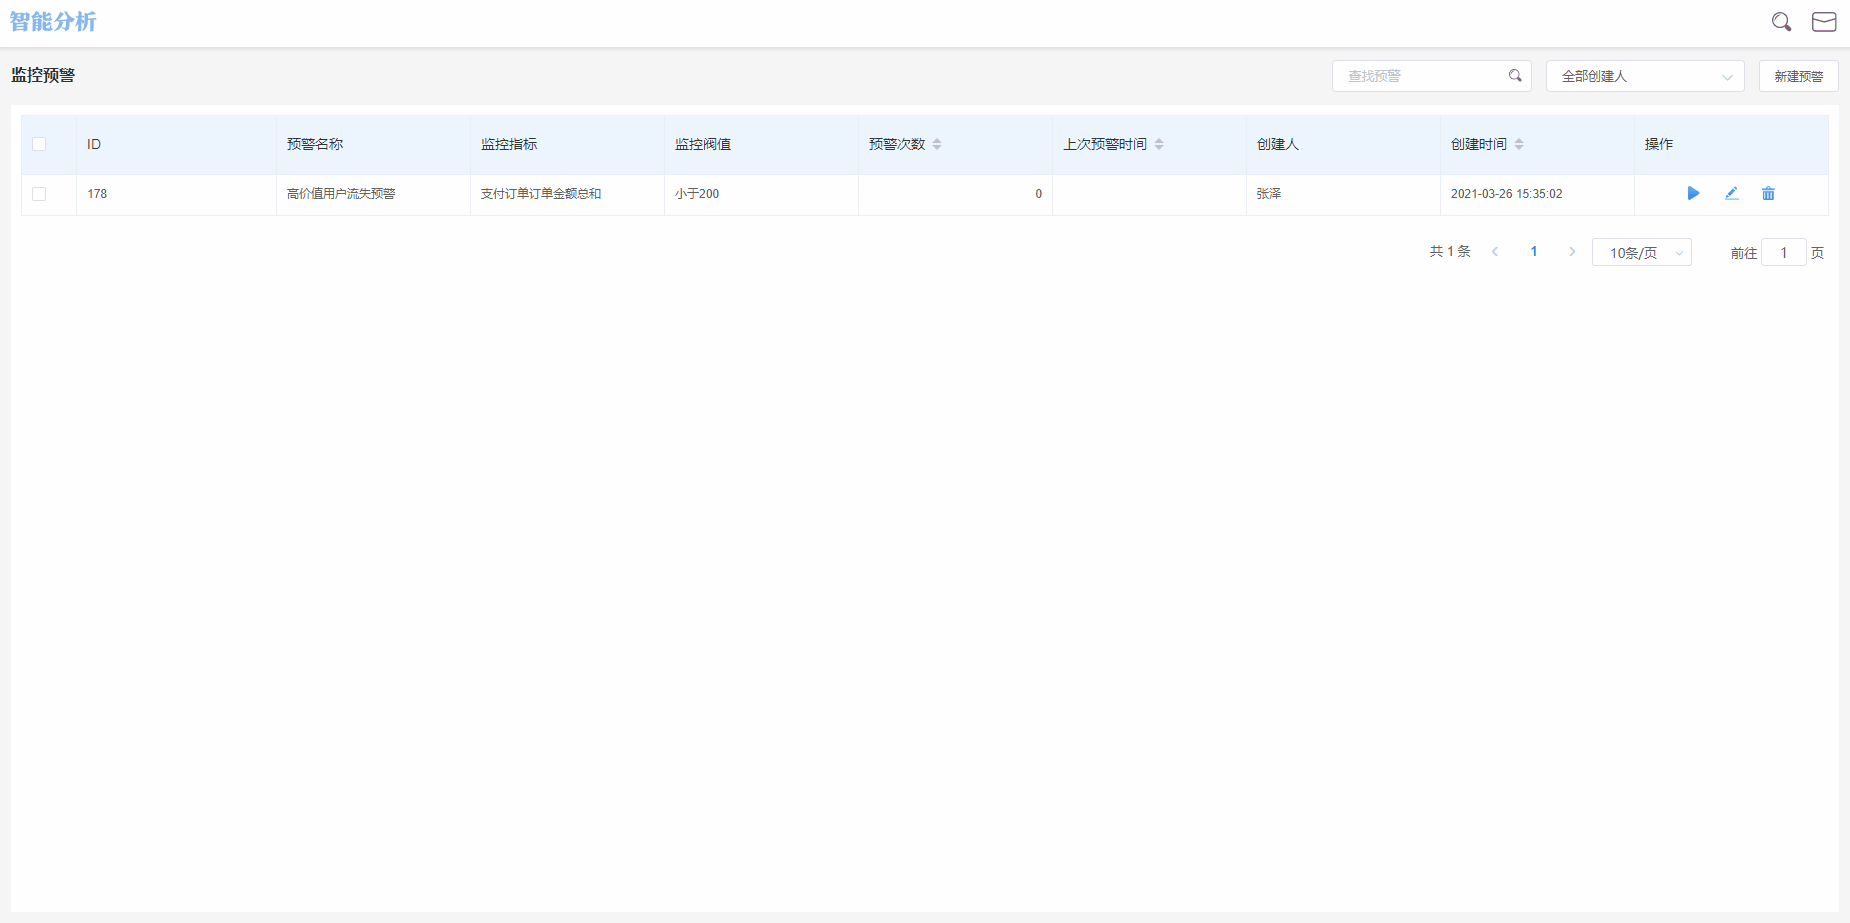 智能分析
监控预警
查找预警
全部创建人
新建预警
ID 预警名称 监控指标 监控阀值 预警次数 上次预警时间 创建人 创建时间 操作
178 高价值用户流失预警 支付订单订单金额总和 小于200 0 张泽 2021-03-26 15:35:02
共 1 条 1 10条/页 前往 1 页